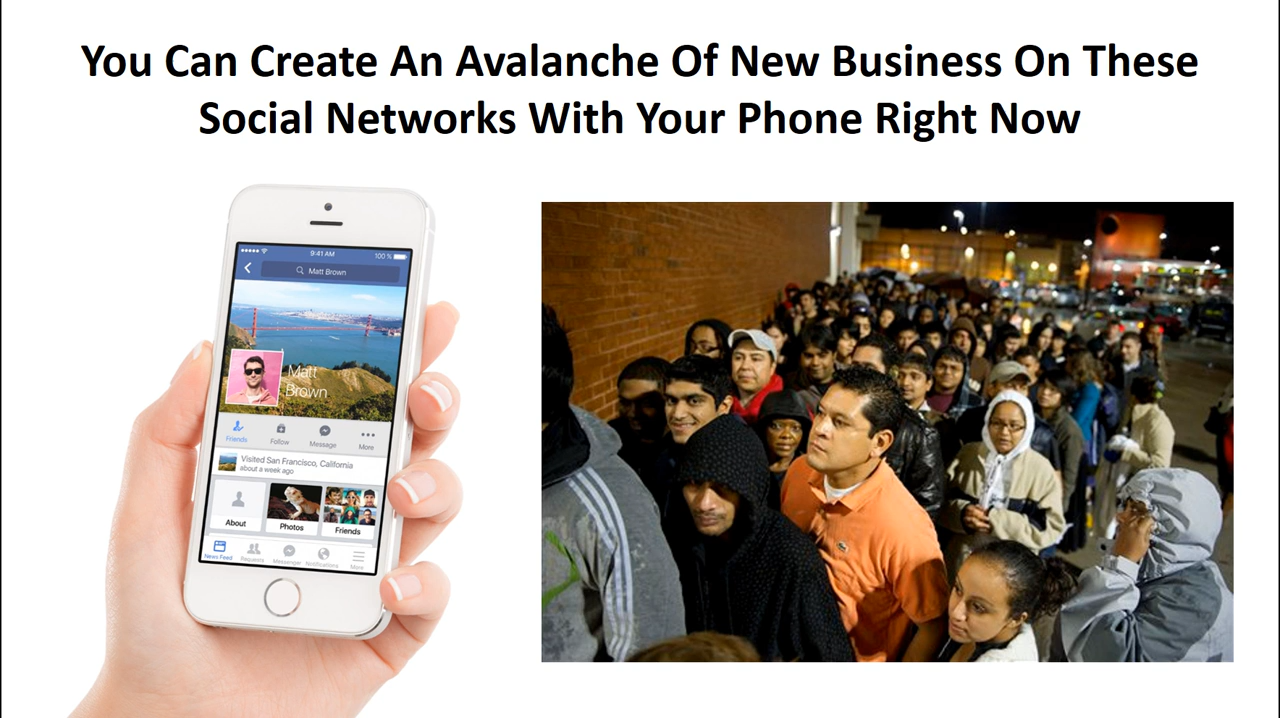 You Can Create An Avalanche Of New Business On These
Social Networks With Your Phone Right Now
9:41 AM
100 %
Matt Brown
Matt
Brown
Friends
Follow
Message
More
Visited San Francisco, California
about a week ago
About
Photos
Friends
News Feed
Requests
Messenger
Notifications
More